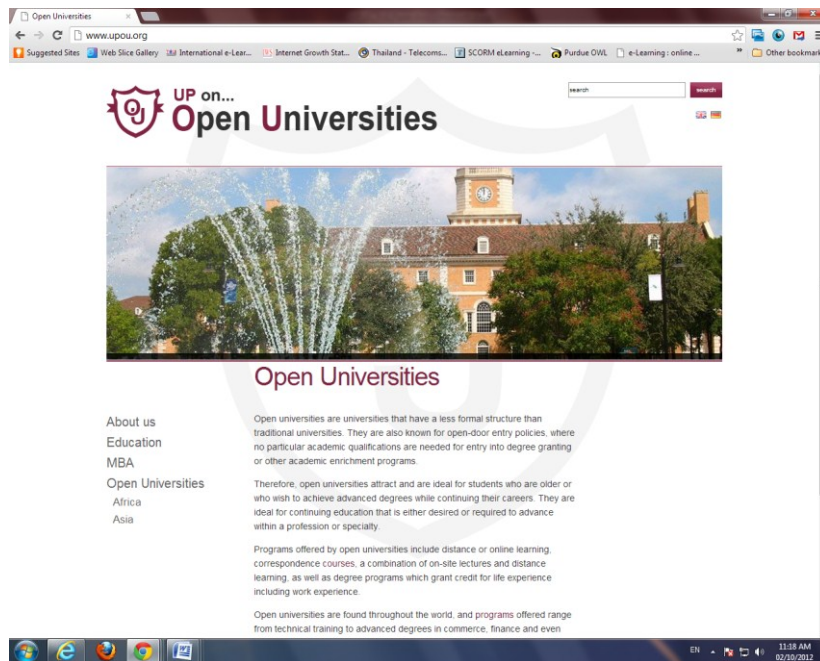 Open Universities
www.upou.org
Suggested Sites Web Slice Gallery International e-Lear... Internet Growth Stat... Thailand - Telecoms... SCORM eLearning -... Purdue OWL e-Learning : online ... » Other bookmark
UP on...
Open Universities
OU
search search
Open Universities
About us
Education
MBA
Open Universities
Africa
Asia
Open universities are universities that have a less formal structure than
traditional universities. They are also known for open-door entry policies, where
no particular academic qualifications are needed for entry into degree granting
or other academic enrichment programs.
Therefore, open universities attract and are ideal for students who are older or
who wish to achieve advanced degrees while continuing their careers. They are
ideal for continuing education that is either desired or required to advance
within a profession or specialty.
Programs offered by open universities include distance or online learning,
correspondence courses, a combination of on-site lectures and distance
learning, as well as degree programs which grant credit for life experience
including work experience.
Open universities are found throughout the world, and programs offered range
from technical training to advanced degrees in commerce, finance and even
EN 11:18 AM
02/10/2012